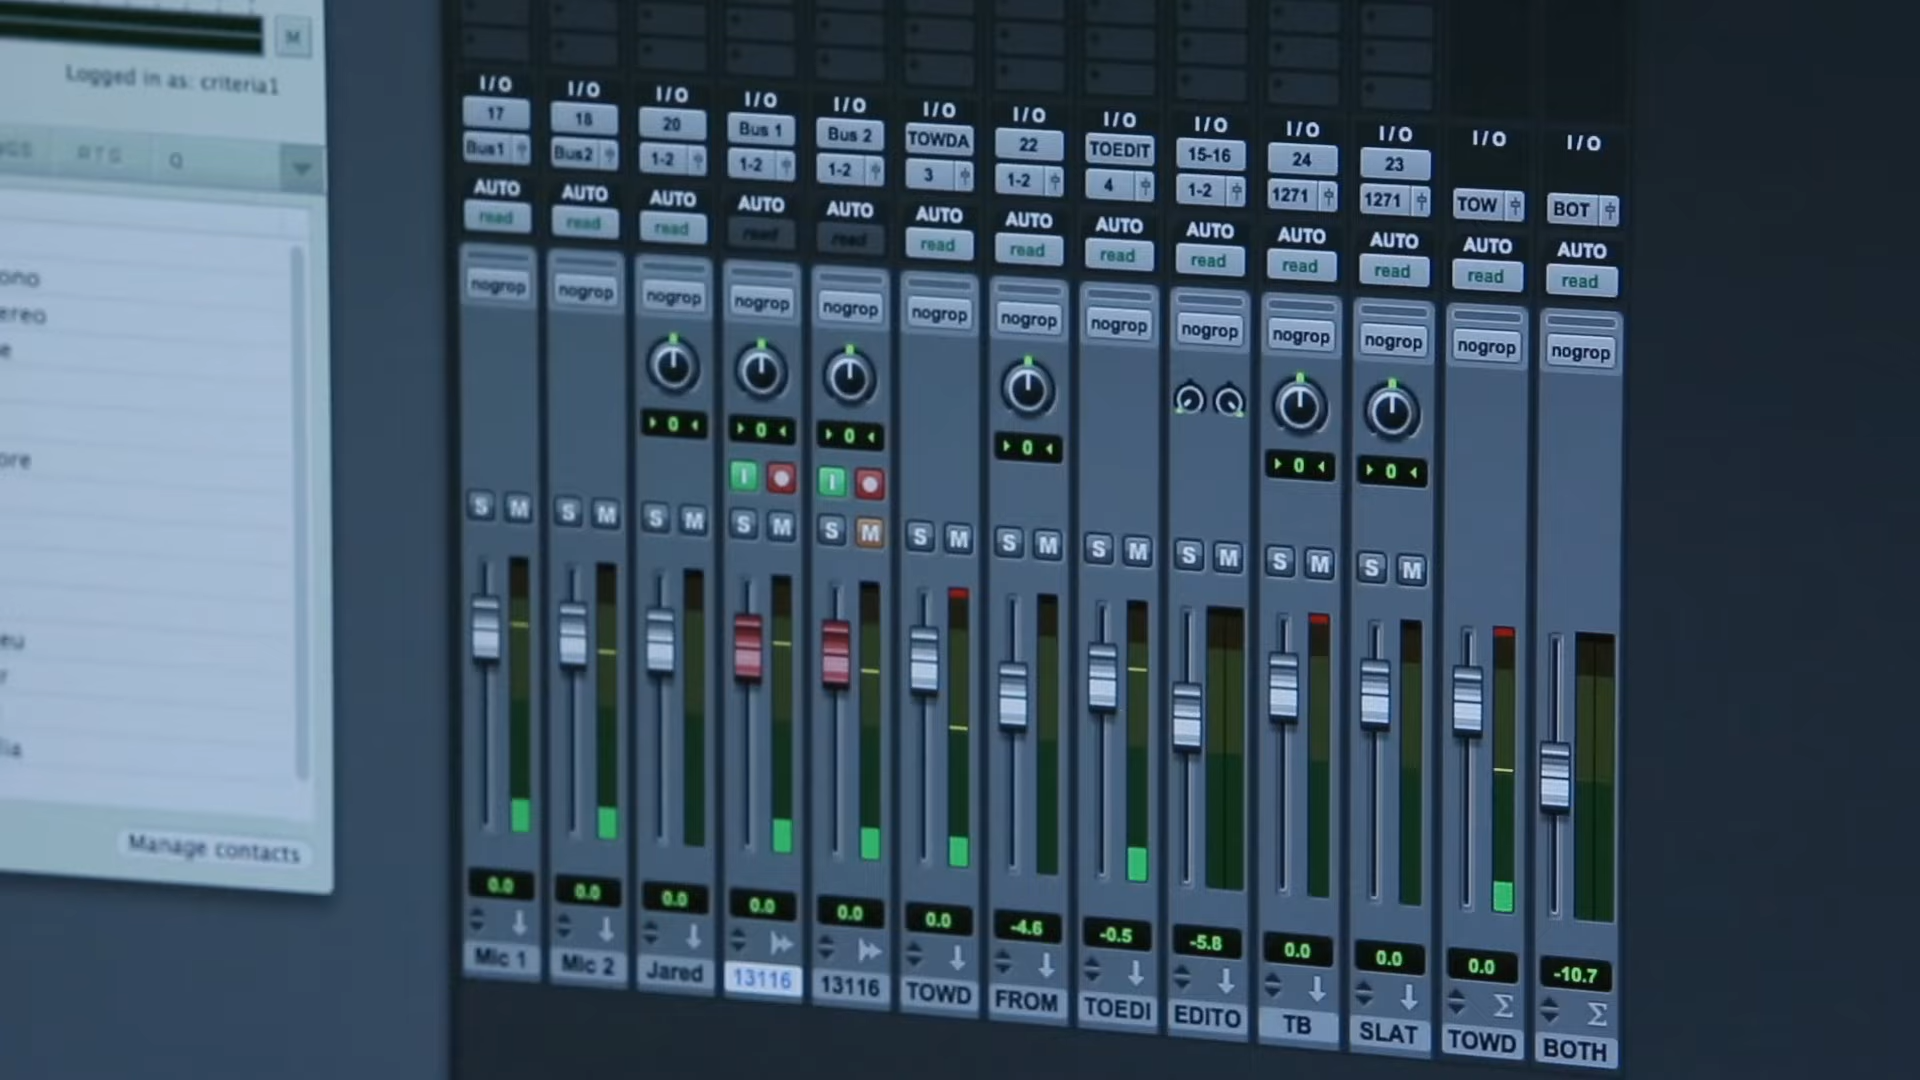 M
Logged in as: criteria1
RTS Q
ono
ereo
e
ore
eu
r
lia
Manage contacts
I/O I/O I/O I/O I/O I/O I/O I/O I/O I/O I/O I/O I/O
17 18 20 Bus 1 Bus 2 TOWDA 22 TOEDIT 15-16 24 23
Bus1 Bus2 1-2 1-2 1-2 3 1-2 4 1-2 1271 1271 TOW BOT
AUTO AUTO AUTO AUTO AUTO AUTO AUTO AUTO AUTO AUTO AUTO AUTO AUTO
read read read read read read read read read read read read read
nogrop nogrop nogrop nogrop nogrop nogrop nogrop nogrop nogrop nogrop nogrop nogrop nogrop
0 0 0 0 0 0
I I
S M S M S M S M S M S M S M S M S M S M S M
0.0 0.0 0.0 0.0 0.0 0.0 -4.6 -0.5 -5.8 0.0 0.0 0.0 -10.7
Σ Σ
Mic 1 Mic 2 Jared 13116 13116 TOWD FROM TOEDI EDITO TB SLAT TOWD BOTH